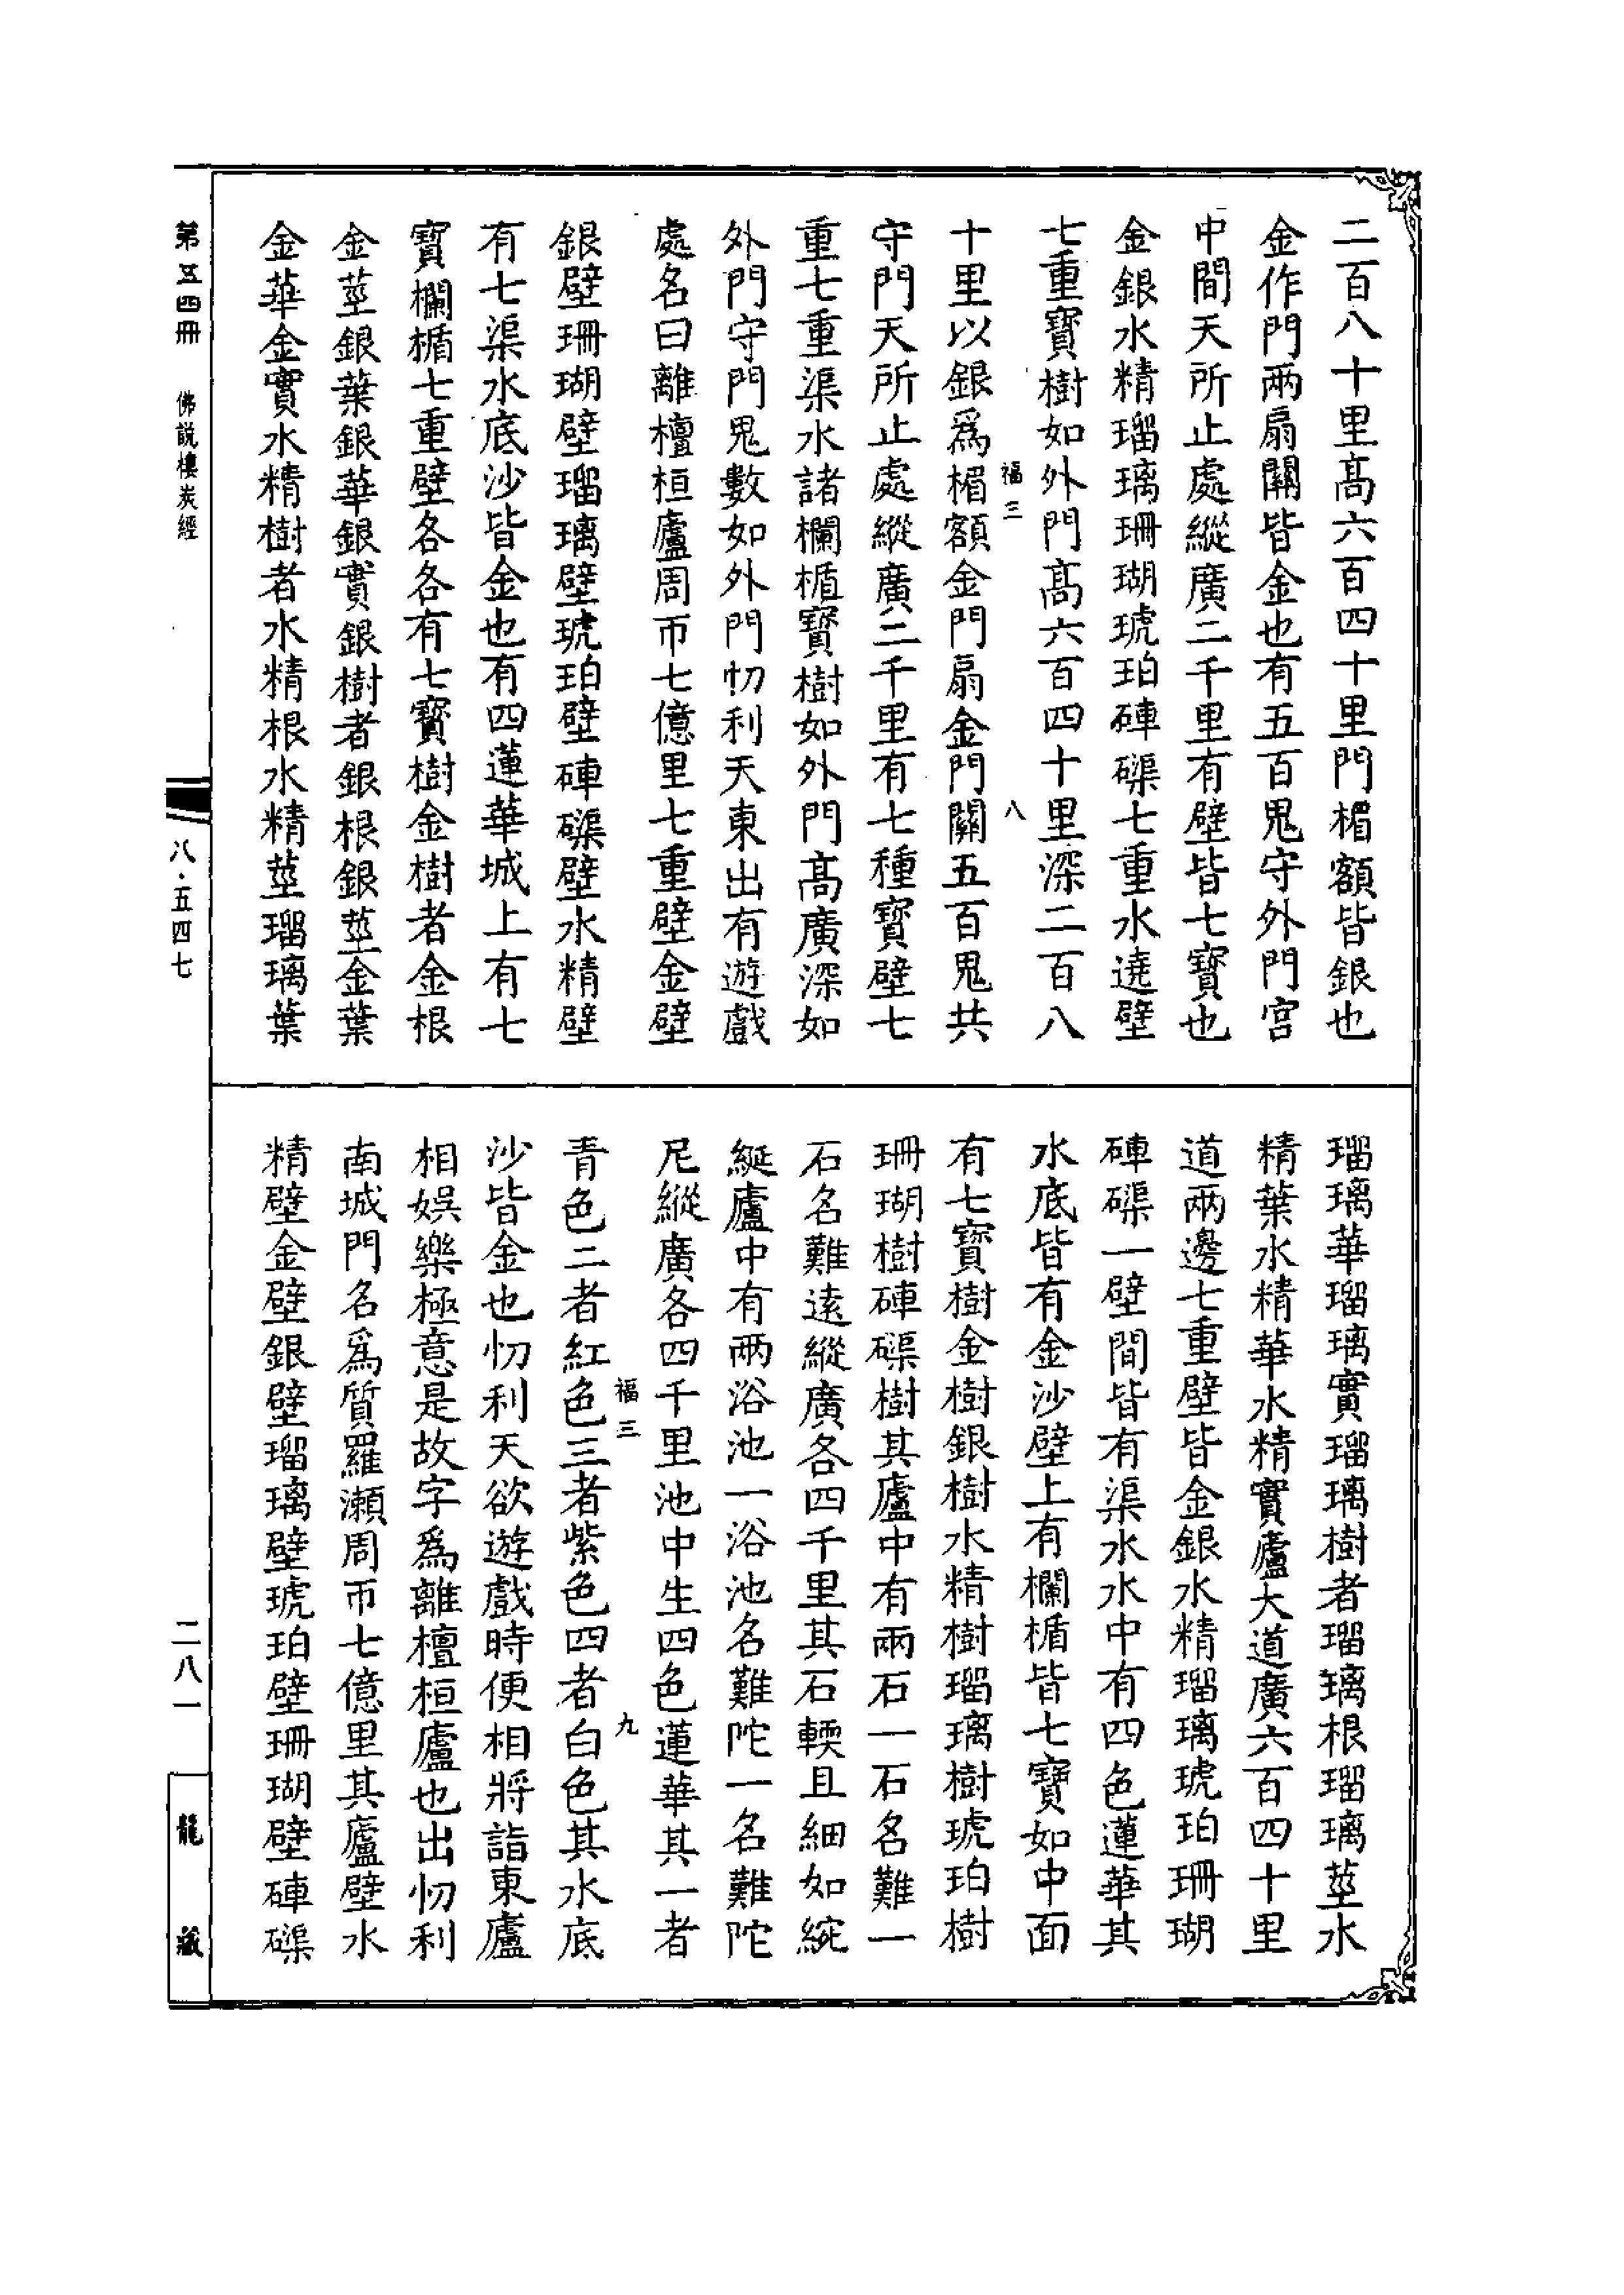 二百八十里高六百四十里門楣額皆銀也
金作門兩扇關皆金也有五百鬼守外門宮
中間天所止處縱廣二千里有壁皆七寶也
金銀水精瑠璃珊瑚琥珀硨磲七重水遶壁
七重寶樹如外門高六百四十里深二百八
福三 八
十里以銀爲楣額金門扇金門關五百鬼共
守門天所止處縱廣二千里有七種寶壁七
重七重渠水諸欄楯寶樹如外門高廣深如
外門守門鬼數如外門忉利天東出有遊戲
處名曰離檀桓廬周帀七億里七重壁金壁
銀壁珊瑚壁瑠璃壁琥珀壁硨磲壁水精壁
有七渠水底沙皆金也有四蓮華城上有七
寶欄楯七重壁各各有七寶樹金樹者金根
金莖銀葉銀華銀實銀樹者銀根銀莖金葉
金華金實水精樹者水精根水精莖瑠璃葉
瑠璃華瑠璃實瑠璃樹者瑠璃根瑠璃莖水
精葉水精華水精實廬大道廣六百四十里
道兩邊七重壁皆金銀水精瑠璃琥珀珊瑚
硨磲一壁間皆有渠水水中有四色蓮華其
水底皆有金沙壁上有欄楯皆七寶如中面
有七寶樹金樹銀樹水精樹瑠璃樹琥珀樹
珊瑚樹硨磲樹其廬中有兩石一石名難一
石名難遠縱廣各四千里其石輭且細如綩
綖廬中有兩浴池一浴池名難陀一名難陀
尼縱廣各四千里池中生四色蓮華其一者
福三 九
青色二者紅色三者紫色四者白色其水底
沙皆金也忉利天欲遊戲時便相將詣東廬
相娛樂極意是故字爲離檀桓廬也出忉利
南城門名爲質羅瀨周帀七億里其廬壁水
精壁金壁銀壁瑠璃壁琥珀壁珊瑚壁硨磲
第五四冊 佛説樓炭經
八·五四七
二八一
龍藏